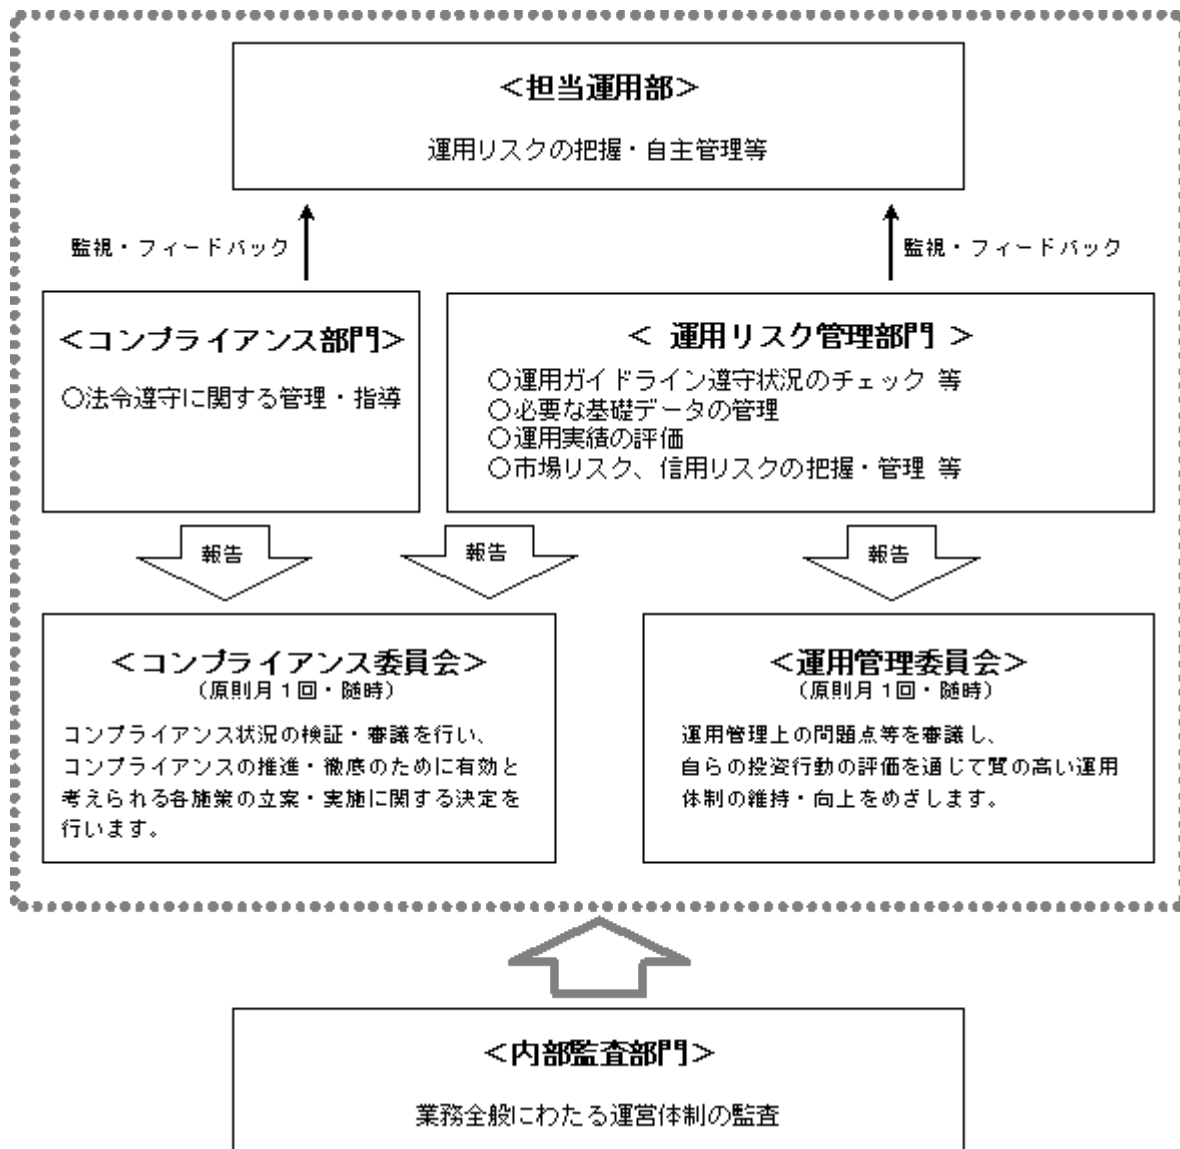 ＜担当運用部＞
運用リスクの把握・自主管理等
監視・フィードバック
監視・フィードバック
＜コンプライアンス部門＞
○法令遵守に関する管理・指導
＜ 運用リスク管理部門 ＞
○運用ガイドライン遵守状況のチェック 等
○必要な基礎データの管理
○運用実績の評価
○市場リスク、信用リスクの把握・管理 等
報告
報告
報告
＜コンプライアンス委員会＞
（原則月１回・随時）
コンプライアンス状況の検証・審議を行い、
コンプライアンスの推進・徹底のために有効と
考えられる各施策の立案・実施に関する決定を
行います。
＜運用管理委員会＞
（原則月１回・随時）
運用管理上の問題点等を審議し、
自らの投資行動の評価を通じて質の高い運用
体制の維持・向上をめざします。
＜内部監査部門＞
業務全般にわたる運営体制の監査